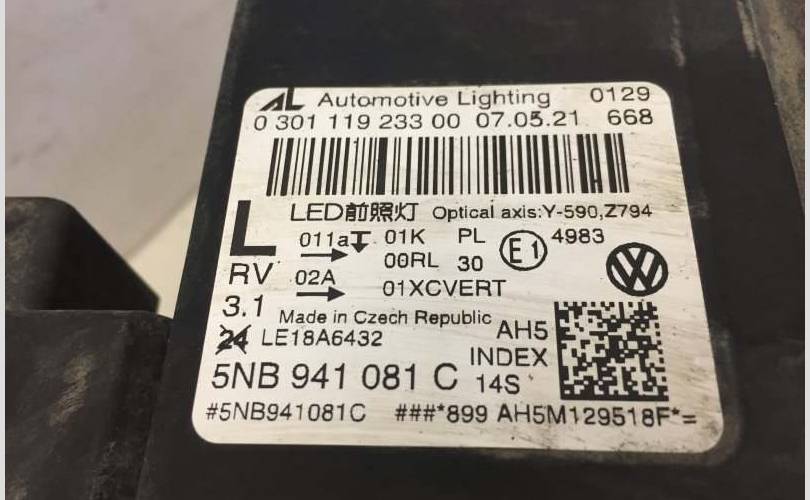 AL Automotive Lighting 0129
0 301 119 233 00 07.05.21 668
L LED前照灯 Optical axis:Y-590,Z794
011a 01K PL E1 4983
00RL 30
RV 02A 01XCVERT
3.1 Made in Czech Republic
24 LE18A6432 AH5
INDEX
5NB 941 081 C 14S
#5NB941081C ###*899 AH5M129518F*=